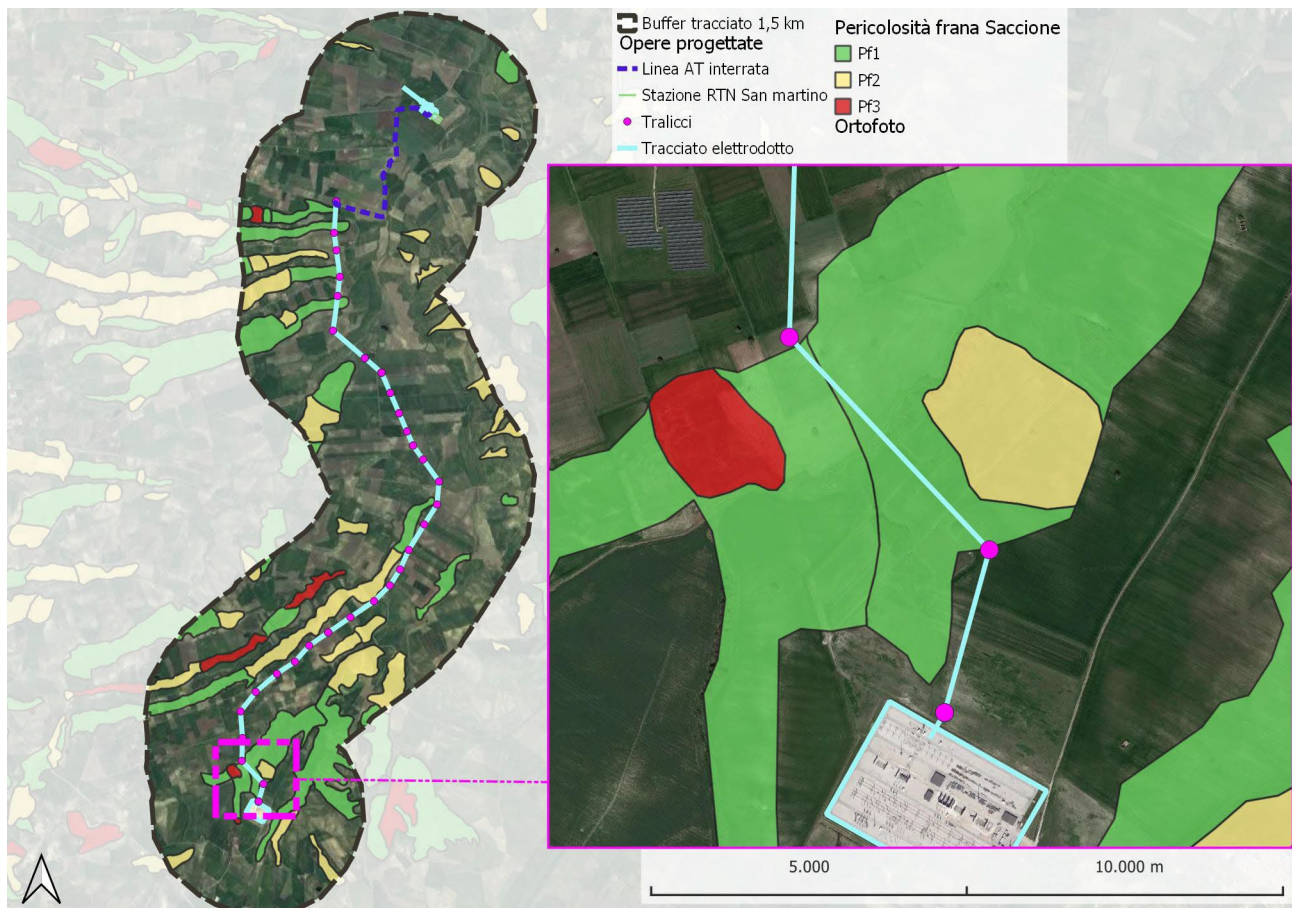 Buffer tracciato 1,5 km
Opere progettate
Linea AT interrata
Stazione RTN San martino
Tralicci
Tracciato elettrodotto
Pericolosità frana Saccione
Pf1
Pf2
Pf3
Ortofoto
5.000
10.000 m